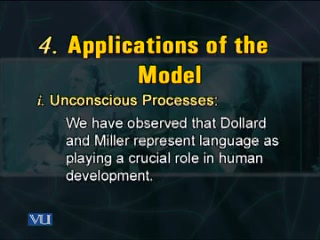 4. Applications of the
Model
i. Unconscious Processes:
We have observed that Dollard
and Miller represent language as
playing a crucial role in human
development.
VU